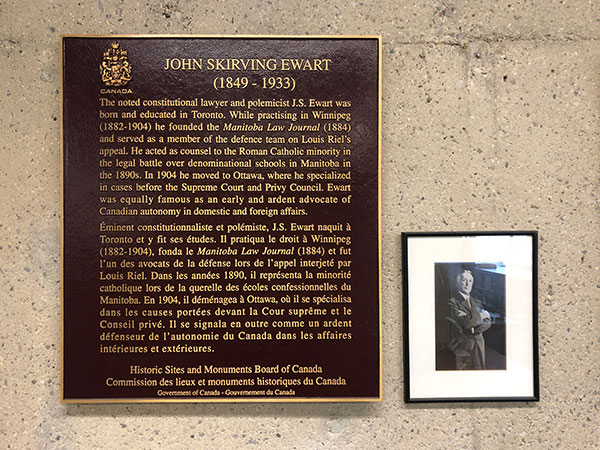 CANADA
JOHN SKIRVING EWART
(1849 - 1933)
The noted constitutional lawyer and polemicist J.S. Ewart was
born and educated in Toronto. While practising in Winnipeg
(1882-1904) he founded the Manitoba Law Journal (1884)
and served as a member of the defence team on Louis Riel's
appeal. He acted as counsel to the Roman Catholic minority in
the legal battle over denominational schools in Manitoba in
the 1890s. In 1904 he moved to Ottawa, where he specialized
in cases before the Supreme Court and Privy Council. Ewart
was equally famous as an early and ardent advocate of
Canadian autonomy in domestic and foreign affairs.
Éminent constitutionnaliste et polémiste, J.S. Ewart naquit à
Toronto et y fit ses études. Il pratiqua le droit à Winnipeg
(1882-1904), fonda le Manitoba Law Journal (1884) et fut
l'un des avocats de la défense lors de l'appel interjeté par
Louis Riel. Dans les années 1890, il représenta la minorité
catholique lors de la querelle des écoles confessionnelles du
Manitoba. En 1904, il déménagea à Ottawa, où il se spécialisa
dans les causes portées devant la Cour suprême et le
Conseil privé. Il se signala en outre comme un ardent
défenseur de l'autonomie du Canada dans les affaires
intérieures et extérieures.
Historic Sites and Monuments Board of Canada
Commission des lieux et monuments historiques du Canada
Government of Canada - Gouvernement du Canada